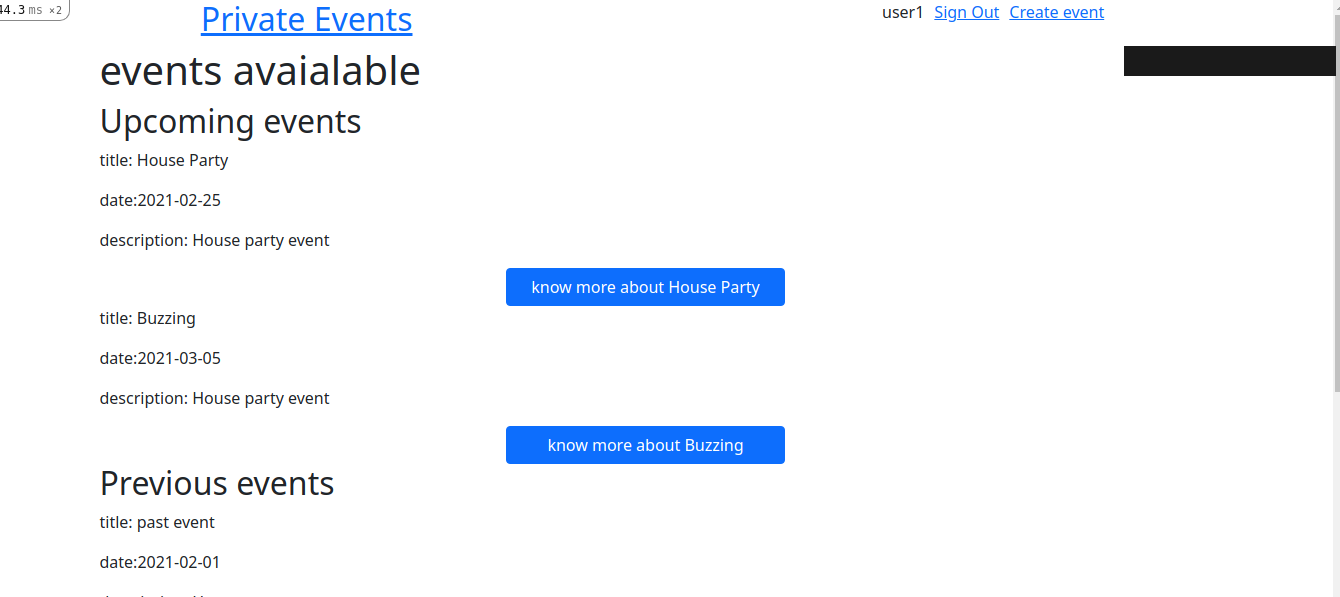 44.3 ms ×2
Private Events
user1 Sign Out Create event
events avaialable
Upcoming events
title: House Party
date:2021-02-25
description: House party event
know more about House Party
title: Buzzing
date:2021-03-05
description: House party event
know more about Buzzing
Previous events
title: past event
date:2021-02-01